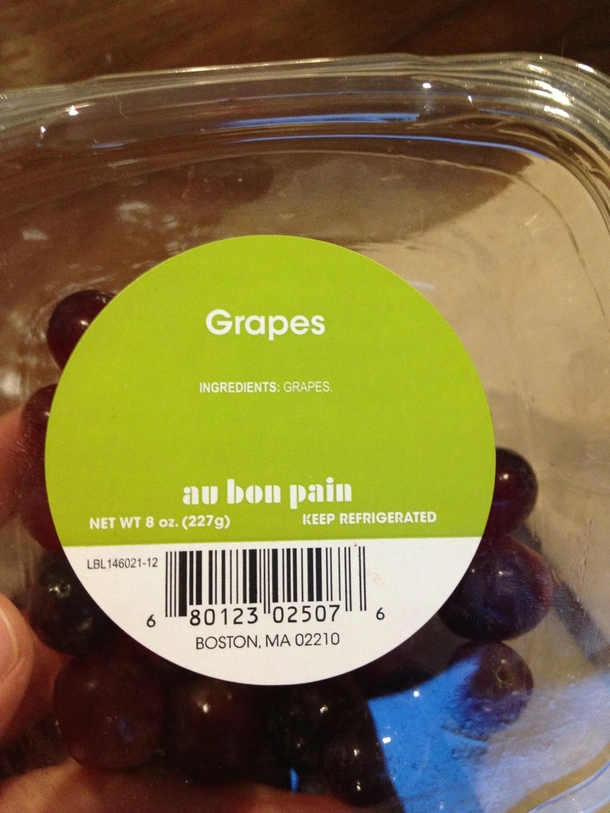 Grapes
INGREDIENTS: GRAPES.
au bon pain
NET WT 8 oz. (227g) KEEP REFRIGERATED
LBL146021-12
6 80123 02507 6
BOSTON, MA 02210